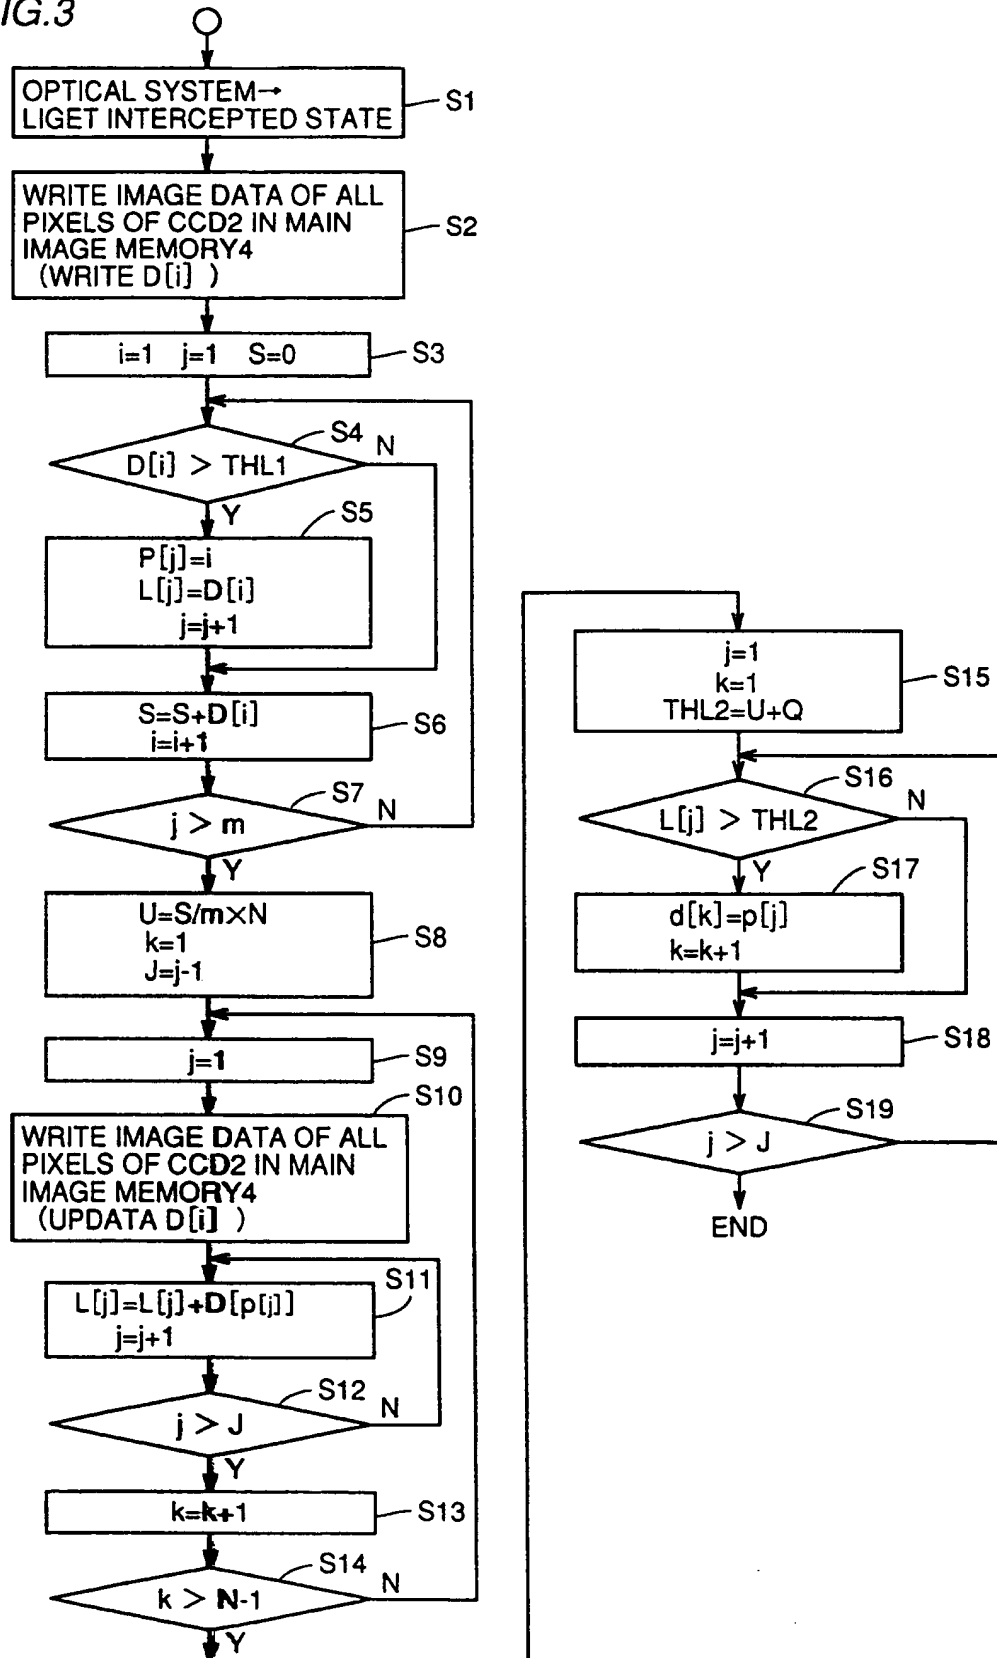 IG.3
OPTICAL SYSTEM→
LIGET INTERCEPTED STATE
S1
WRITE IMAGE DATA OF ALL
PIXELS OF CCD2 IN MAIN
IMAGE MEMORY4
(WRITE D[i] )
S2
i=1 j=1 S=0
S3
S4
D[i] > THL1
N
Y
S5
P[j]=i
L[j]=D[i]
j=j+1
S=S+D[i]
i=i+1
S6
S7
j > m
N
Y
U=S/m×N
k=1
J=j-1
S8
j=1
S9
S10
WRITE IMAGE DATA OF ALL
PIXELS OF CCD2 IN MAIN
IMAGE MEMORY4
(UPDATA D[i] )
S11
L[j]=L[j]+D[p[j]]
j=j+1
S12
j > J
N
Y
k=k+1
S13
S14
k > N-1
N
Y
j=1
k=1
THL2=U+Q
S15
S16
L[j] > THL2
N
Y
S17
d[k]=p[j]
k=k+1
j=j+1
S18
S19
j > J
END